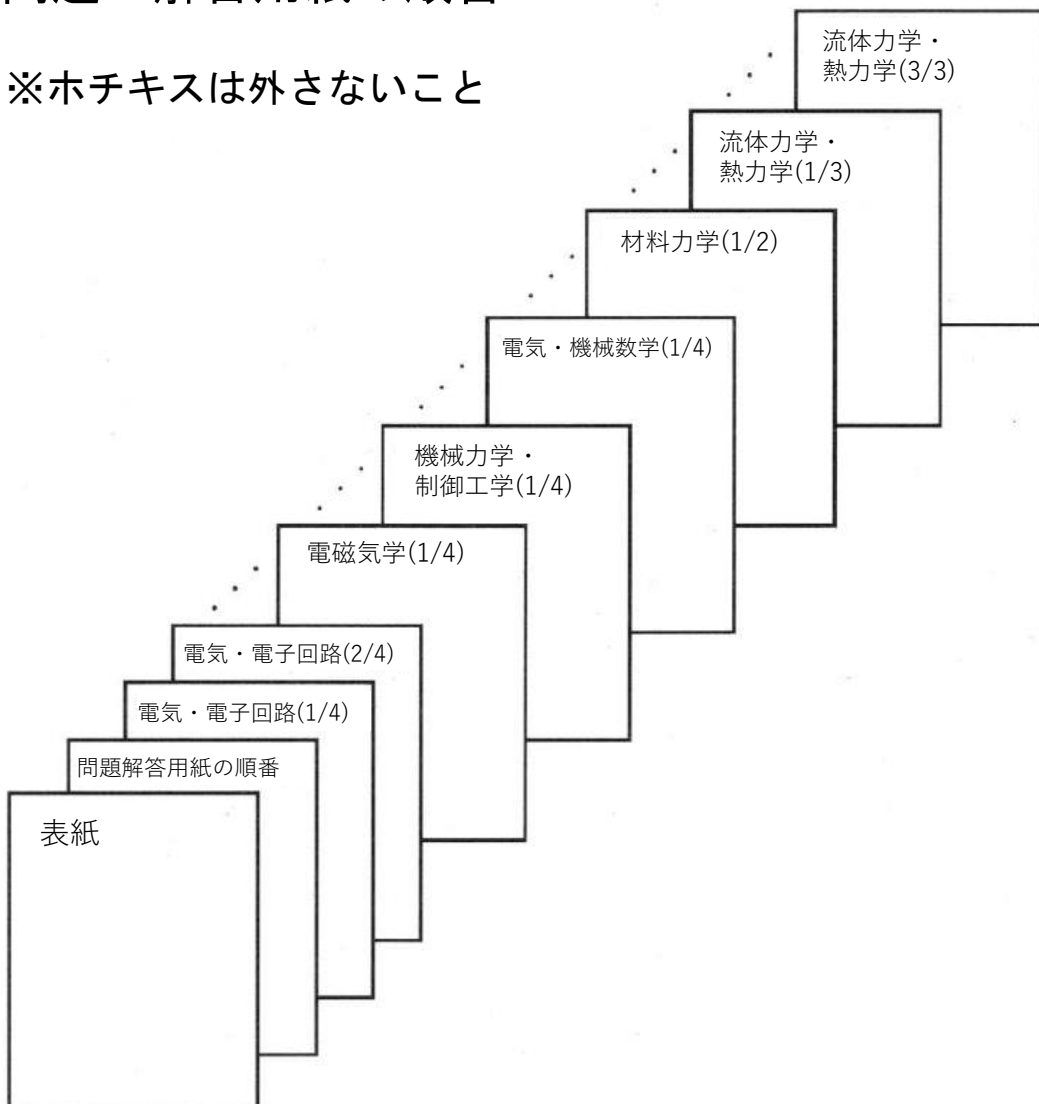 ※ホチキスは外さないこと
流体力学・
熱力学(3/3)
流体力学・
熱力学(1/3)
材料力学(1/2)
電気・機械数学(1/4)
機械力学・
制御工学(1/4)
電磁気学(1/4)
電気・電子回路(2/4)
電気・電子回路(1/4)
問題解答用紙の順番
表紙